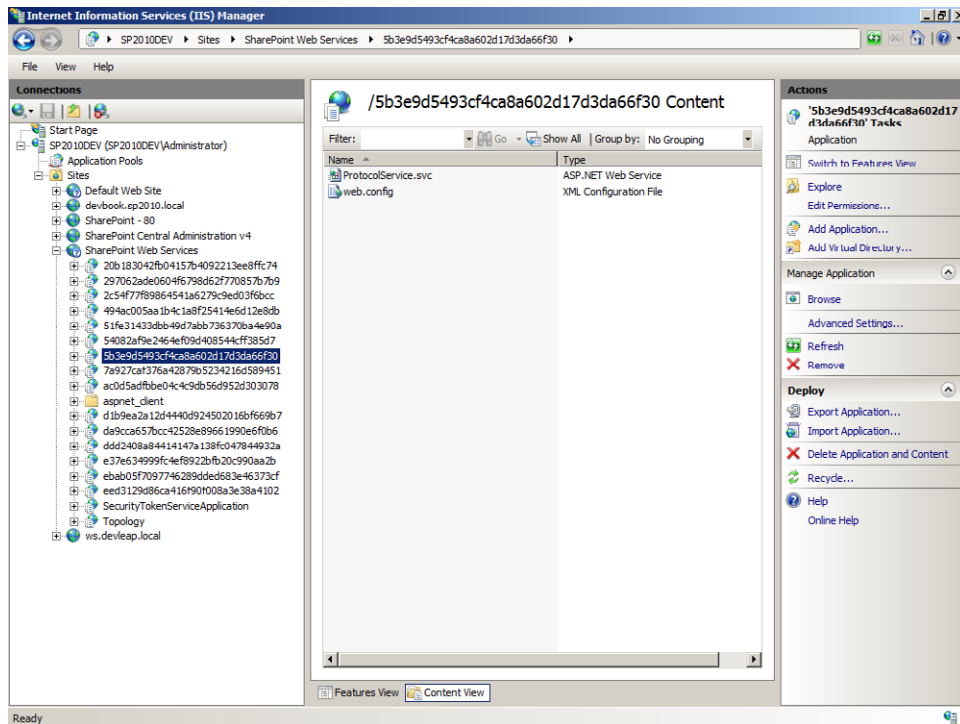 Internet Information Services (IIS) Manager
SP2010DEV Sites SharePoint Web Services 5b3e9d5493cf4ca8a602d17d3da66f30
File View Help
Connections
Start Page
SP2010DEV (SP2010DEV\Administrator)
Application Pools
Sites
Default Web Site
devbook.sp2010.local
SharePoint - 80
SharePoint Central Administration v4
SharePoint Web Services
20b183042fb04157b4092213ee8ffc74
297062ade0604f6798d62f770857b7b9
2c54f77f89864541a6279c9ed03f6bcc
494ac005aa1b4c1a8f25414e6d12e8db
51fe31433dbb49d7abb736370ba4e90a
54082af9e2464ef09d408544cff385d7
5b3e9d5493cf4ca8a602d17d3da66f30
7a927caf376a42879b5234216d589451
ac0d5adfbbe04c4c9db56d952d303078
aspnet_client
d1b9ea2a12d4440d924502016bf669b7
da9cca657bcc42528e89661990e6f0b6
ddd2408a84414147a138fc047844932a
e37e634999fc4ef8922bfb20c990aa2b
ebab05f7097746289dded683e46373cf
eed3129d86ca416f90f008a3e38a4102
SecurityTokenServiceApplication
Topology
ws.devleap.local
/5b3e9d5493cf4ca8a602d17d3da66f30 Content
Filter: Go Show All Group by: No Grouping
Name Type
ProtocolService.svc ASP.NET Web Service
web.config XML Configuration File
Features View Content View
Actions
'5b3e9d5493cf4ca8a602d17
d3da66f30' Tasks
Application
Switch to Features View
Explore
Edit Permissions...
Add Application...
Add Virtual Directory...
Manage Application
Browse
Advanced Settings...
Refresh
Remove
Deploy
Export Application...
Import Application...
Delete Application and Content
Recycle...
Help
Online Help
Ready